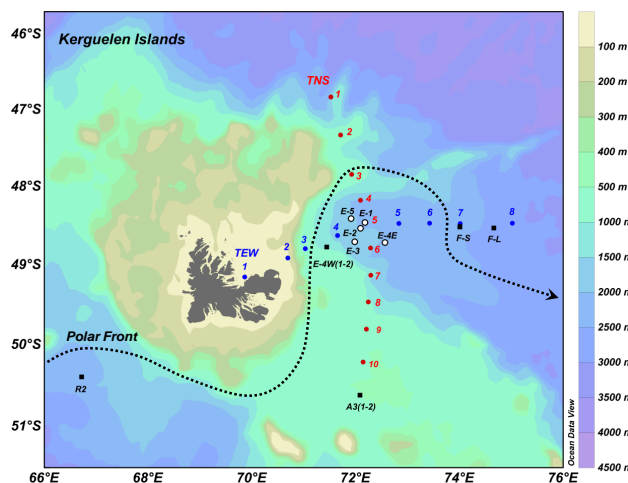 Kerguelen Islands
TNS
1
2
3
4
5
6
7
8
9
10
E-5
E-1
E-2
E-3
E-4E
E-4W(1-2)
TEW
1
2
3
4
5
6
7
8
F-S
F-L
Polar Front
R2
A3(1-2)
46°S
47°S
48°S
49°S
50°S
51°S
66°E
68°E
70°E
72°E
74°E
76°E
Ocean Data View
100 m
200 m
300 m
400 m
500 m
1000 m
1500 m
2000 m
2500 m
3000 m
3500 m
4000 m
4500 m